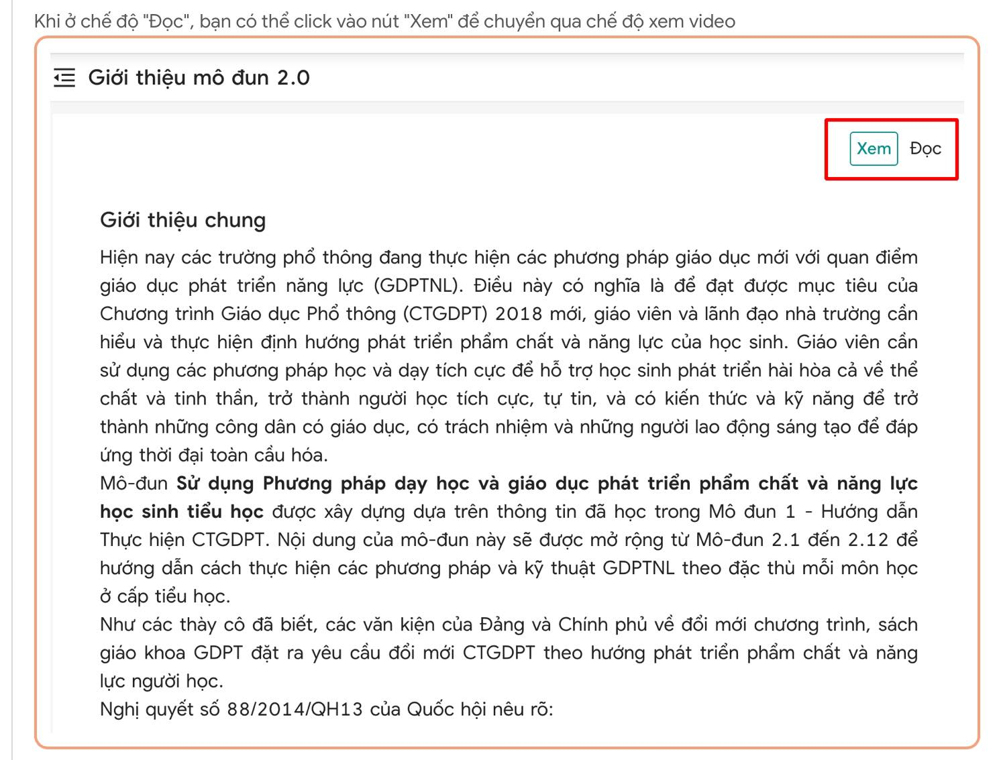 Khi ở chế độ "Đọc", bạn có thể click vào nút "Xem" để chuyển qua chế độ xem video
Giới thiệu mô đun 2.0
Xem Đọc
Giới thiệu chung
Hiện nay các trường phổ thông đang thực hiện các phương pháp giáo dục mới với quan điểm
giáo dục phát triển năng lực (GDPTNL). Điều này có nghĩa là để đạt được mục tiêu của
Chương trình Giáo dục Phổ thông (CTGDPT) 2018 mới, giáo viên và lãnh đạo nhà trường cần
hiểu và thực hiện định hướng phát triển phẩm chất và năng lực của học sinh. Giáo viên cần
sử dụng các phương pháp học và dạy tích cực để hỗ trợ học sinh phát triển hài hòa cả về thể
chất và tinh thần, trở thành người học tích cực, tự tin, và có kiến thức và kỹ năng để trở
thành những công dân có giáo dục, có trách nhiệm và những người lao động sáng tạo để đáp
ứng thời đại toàn cầu hóa.
Mô-đun Sử dụng Phương pháp dạy học và giáo dục phát triển phẩm chất và năng lực
học sinh tiểu học được xây dựng dựa trên thông tin đã học trong Mô đun 1 - Hướng dẫn
Thực hiện CTGDPT. Nội dung của mô-đun này sẽ được mở rộng từ Mô-đun 2.1 đến 2.12 để
hướng dẫn cách thực hiện các phương pháp và kỹ thuật GDPTNL theo đặc thù mỗi môn học
ở cấp tiểu học.
Như các thày cô đã biết, các văn kiện của Đảng và Chính phủ về đổi mới chương trình, sách
giáo khoa GDPT đặt ra yêu cầu đổi mới CTGDPT theo hướng phát triển phẩm chất và năng
lực người học.
Nghị quyết số 88/2014/QH13 của Quốc hội nêu rõ: